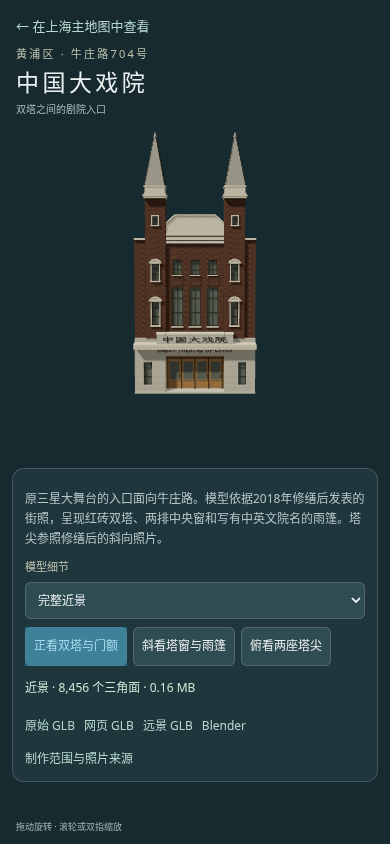 ← 在上海主地图中查看
黄浦区 · 牛庄路704号
中国大戏院
双塔之间的剧院入口
中国大戏院
原三星大舞台的入口面向牛庄路。模型依据2018年修缮后发表的
街照，呈现红砖双塔、两排中央窗和写有中英文院名的雨篷。塔
尖参照修缮后的斜向照片。
模型细节
完整近景
正看双塔与门额
斜看塔窗与雨篷
俯看两座塔尖
近景 · 8,456 个三角面 · 0.16 MB
原始 GLB 网页 GLB 远景 GLB Blender
制作范围与照片来源
拖动旋转 · 滚轮或双指缩放